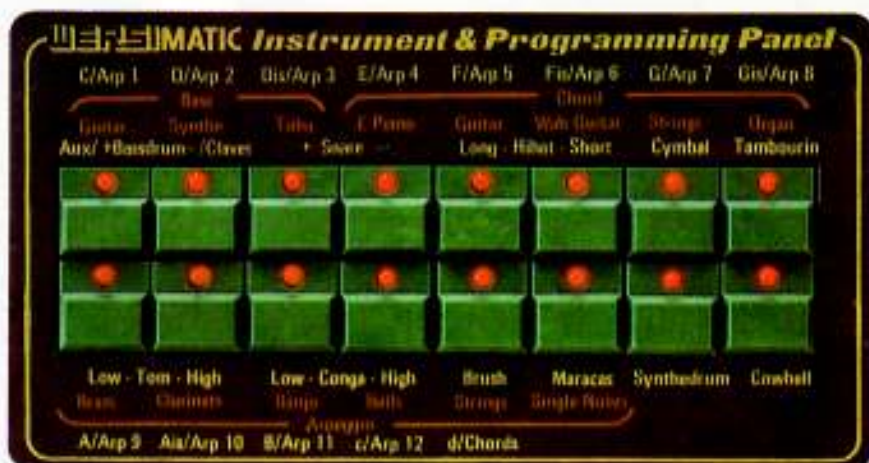 WERSIMATIC Instrument & Programming Panel
C/Arp 1 D/Arp 2 Dis/Arp 3 E/Arp 4 F/Arp 5 Fis/Arp 6 G/Arp 7 Gis/Arp 8
Bass Chord
Guitar Synthe Tuba E Piano Guitar Wah Guitar Strings Organ
Aux/ +Bassdrum- /Claves + Snare - Long - Hihat - Short Cymbal Tambourin
Low - Tom - High Low - Conga - High Brush Maracas Synthedrum Cowbell
Brass Clarinets Banjo Bells Strings Single Notes
Arpeggio
A/Arp 9 Ais/Arp 10 B/Arp 11 c/Arp 12 d/Chords